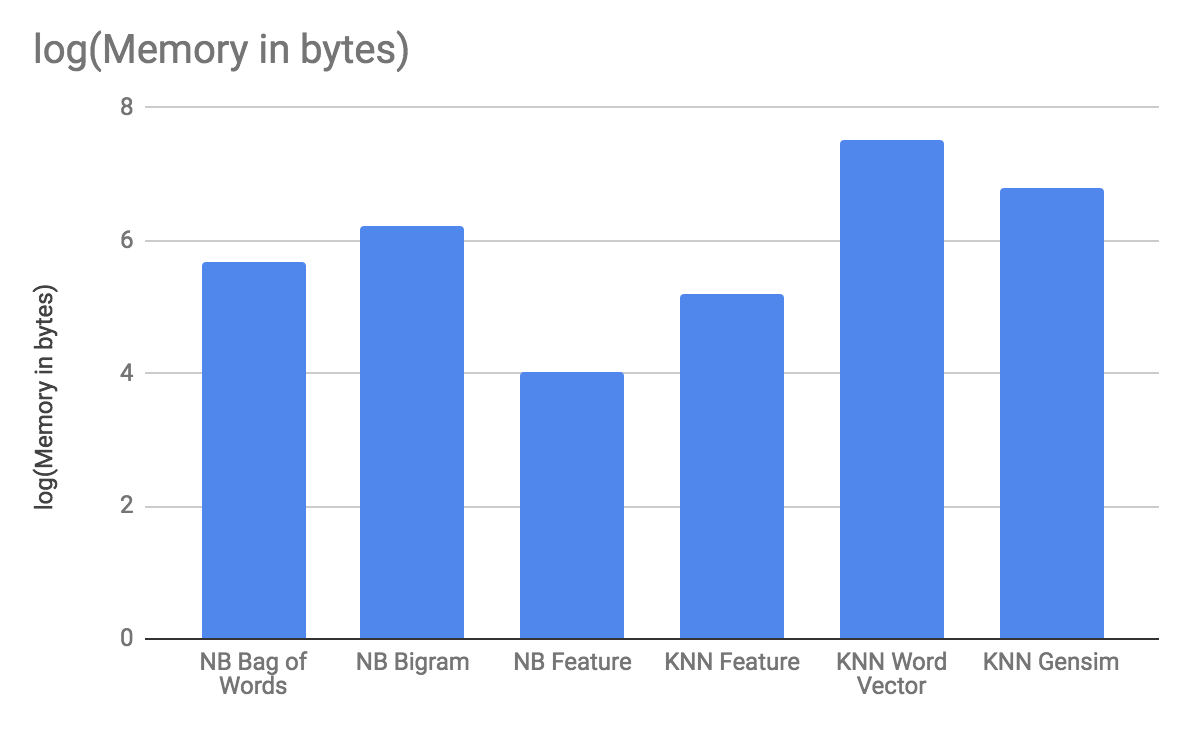 log(Memory in bytes)
8
6
4
2
0
log(Memory in bytes)
NB Bag of
Words
NB Bigram
NB Feature
KNN Feature
KNN Word
Vector
KNN Gensim